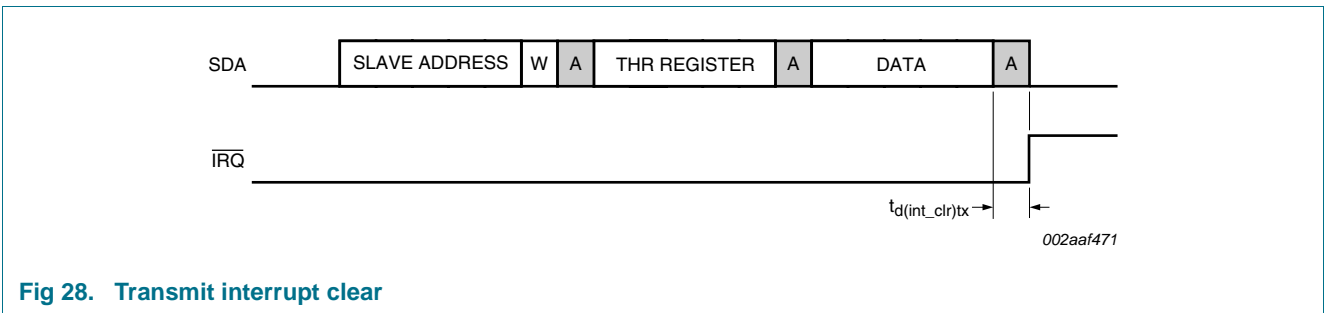 SDA SLAVE ADDRESS W A THR REGISTER A DATA A
IRQ
td(int_clr)tx
002aaf471
Fig 28. Transmit interrupt clear